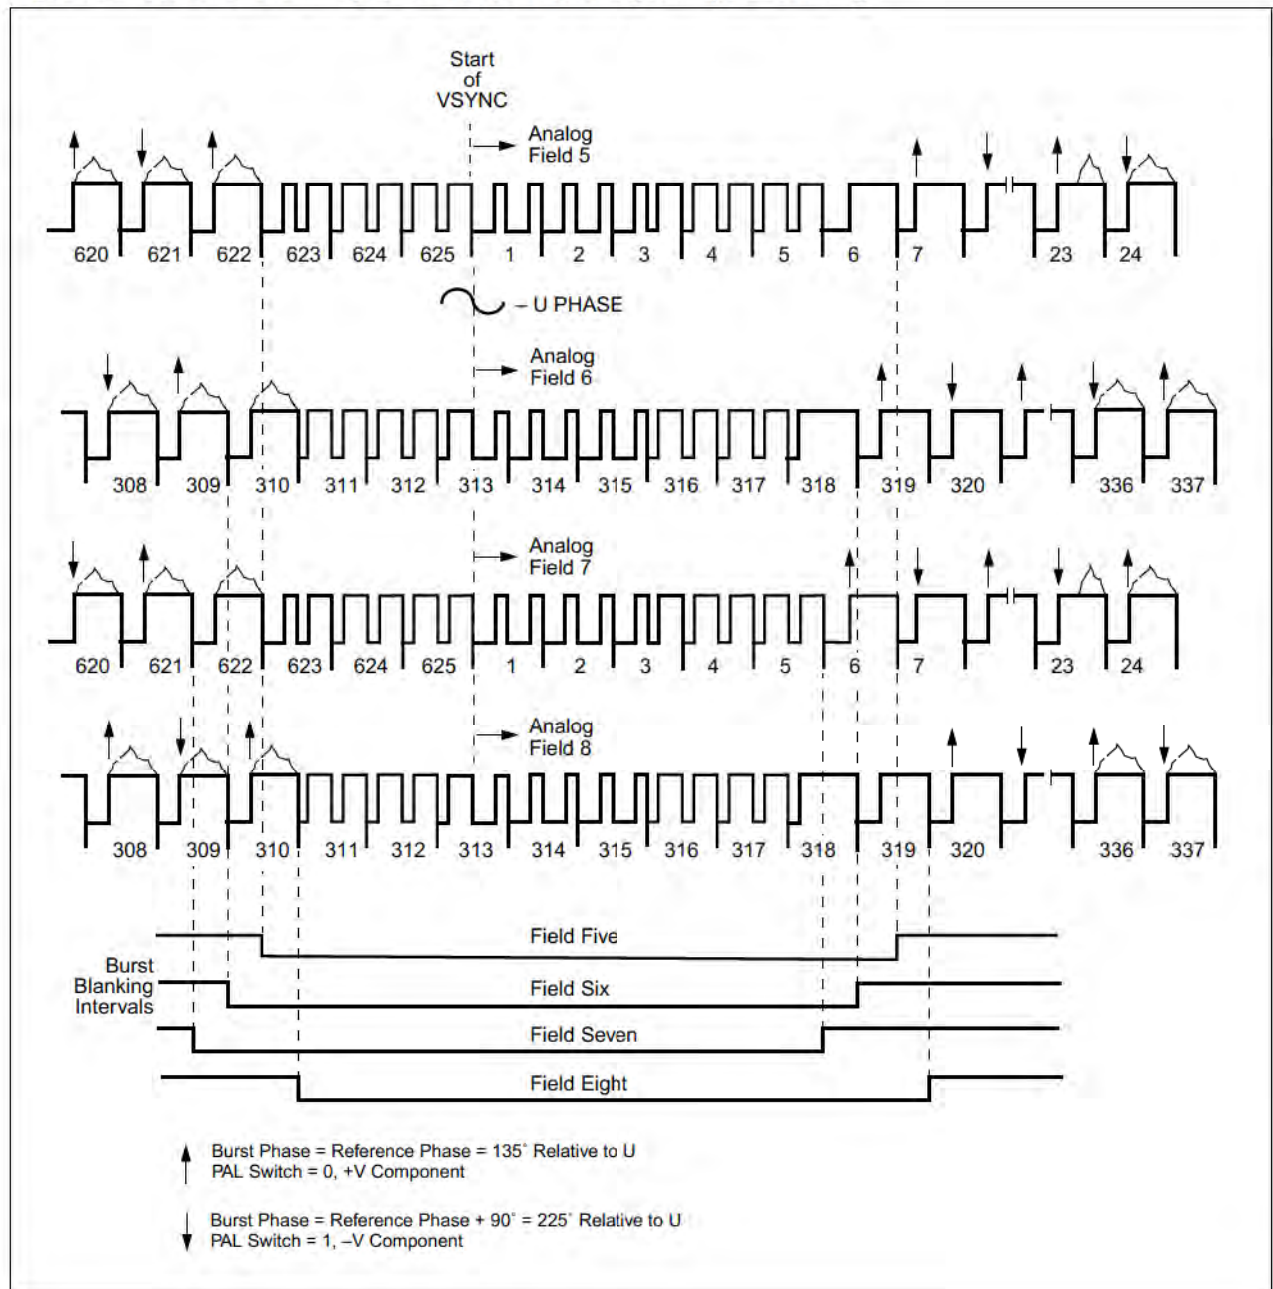 Start
of
VSYNC
Analog
Field 5
620 621 622 623 624 625 1 2 3 4 5 6 7 23 24
– U PHASE
Analog
Field 6
308 309 310 311 312 313 314 315 316 317 318 319 320 336 337
Analog
Field 7
620 621 622 623 624 625 1 2 3 4 5 6 7 23 24
Analog
Field 8
308 309 310 311 312 313 314 315 316 317 318 319 320 336 337
Field Five
Burst
Blanking
Intervals
Field Six
Field Seven
Field Eight
Burst Phase = Reference Phase = 135˚ Relative to U
PAL Switch = 0, +V Component
Burst Phase = Reference Phase + 90˚ = 225˚ Relative to U
PAL Switch = 1, –V Component